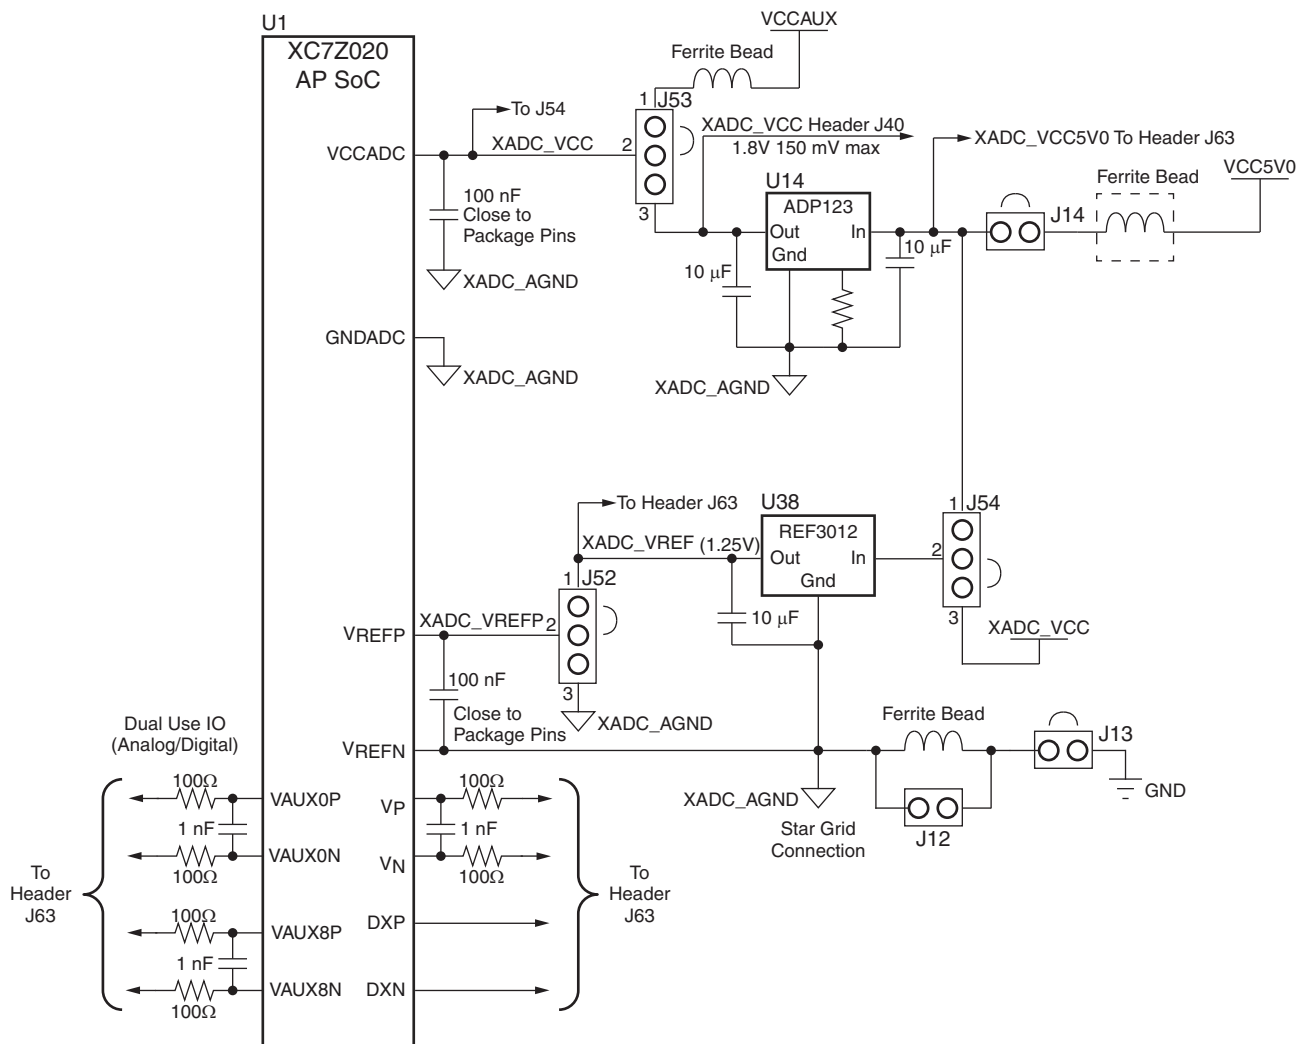 U1
XC7Z020
AP SoC
VCCAUX
Ferrite Bead
1
J53
2
3
To J54
XADC_VCC
VCCADC
100 nF
Close to
Package Pins
XADC_AGND
GNDADC
XADC_AGND
XADC_VCC Header J40
1.8V 150 mV max
XADC_VCC5V0 To Header J63
U14
ADP123
Out
In
Gnd
10 µF
10 µF
XADC_AGND
J14
Ferrite Bead
VCC5V0
To Header J63
XADC_VREF (1.25V)
U38
REF3012
Out
In
Gnd
10 µF
1
J54
2
3
XADC_VCC
1
J52
2
3
XADC_AGND
VREFP
XADC_VREFP
100 nF
Close to
Package Pins
VREFN
XADC_AGND
Star Grid
Connection
Ferrite Bead
J12
J13
GND
Dual Use IO
(Analog/Digital)
100Ω
VAUX0P
1 nF
VAUX0N
100Ω
To
Header
J63
100Ω
VAUX8P
1 nF
VAUX8N
100Ω
VP
100Ω
1 nF
VN
100Ω
DXP
DXN
To
Header
J63